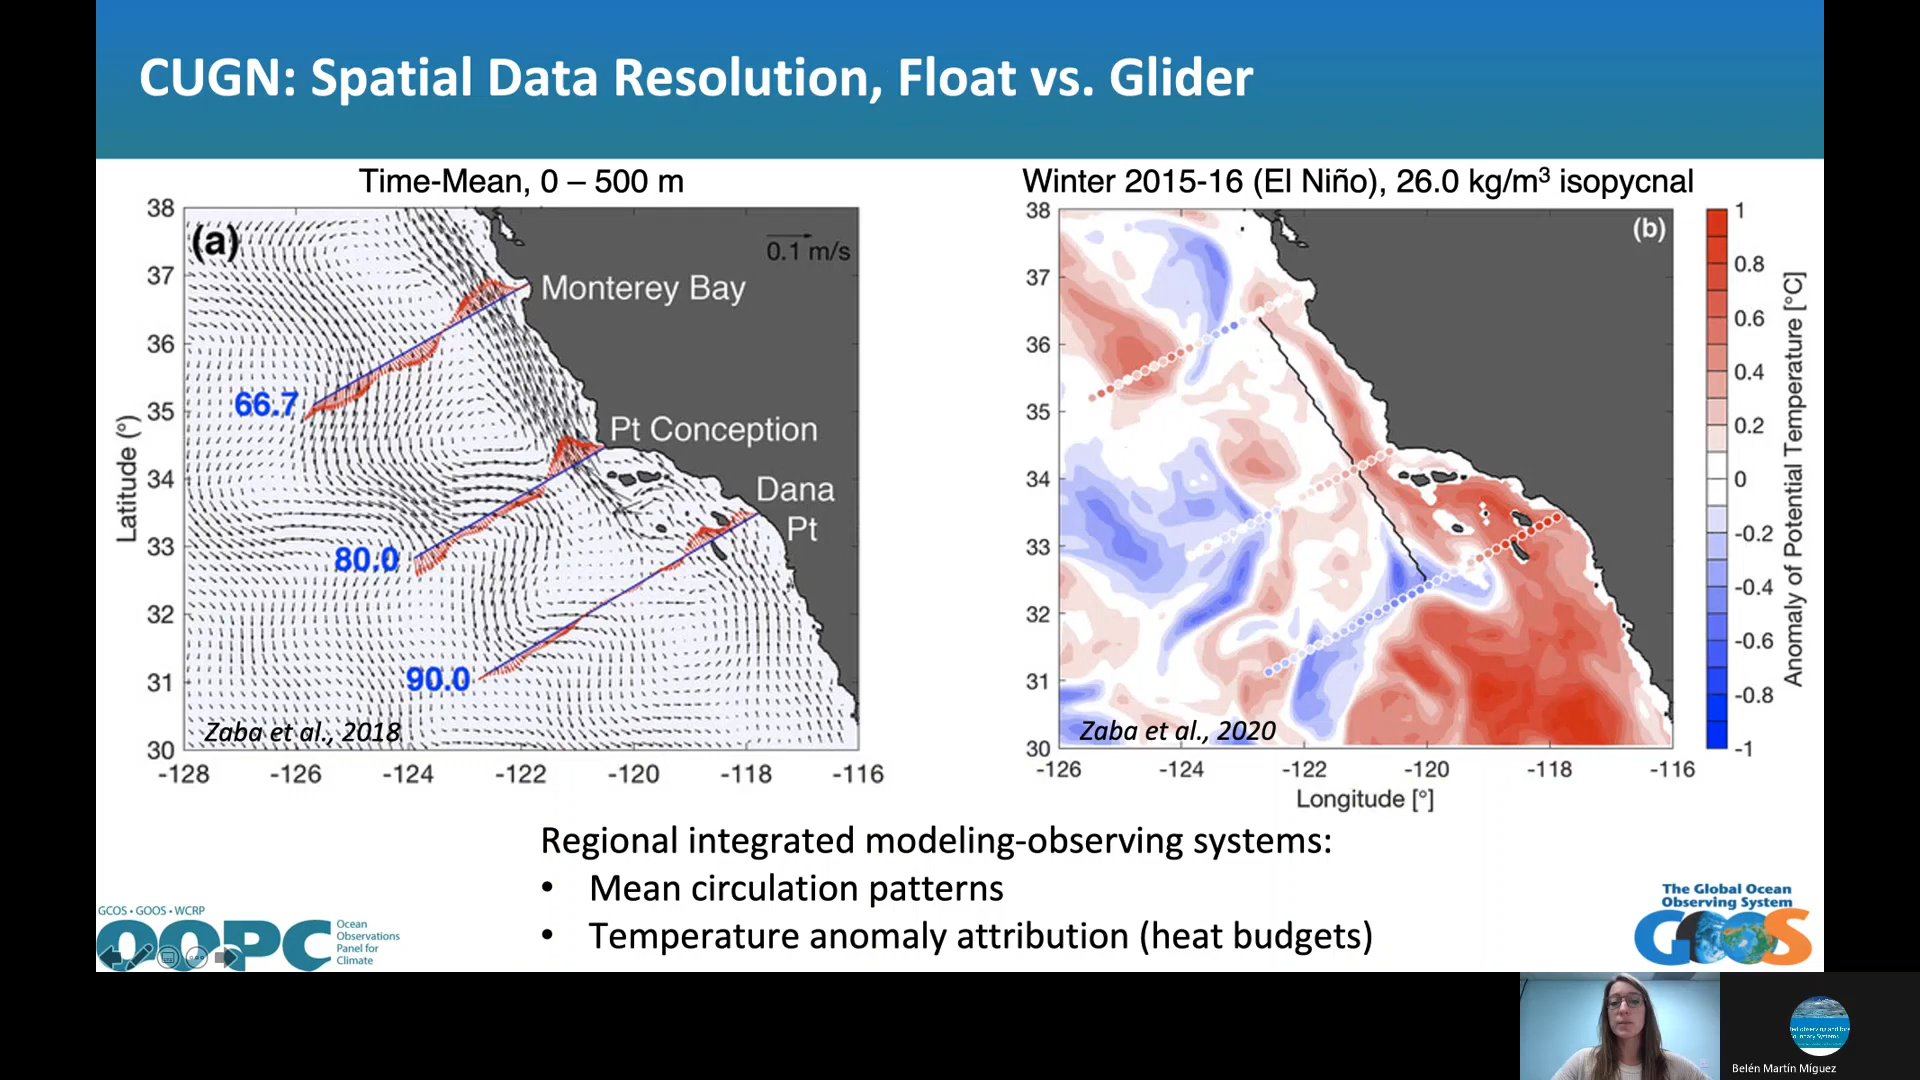 CUGN: Spatial Data Resolution, Float vs. Glider
Time-Mean, 0 – 500 m
38
37
36
35
34
33
32
31
30
Latitude (°)
(a)
0.1 m/s
Monterey Bay
66.7
Pt Conception
80.0
Dana
Pt
90.0
Zaba et al., 2018
-128
-126
-124
-122
-120
-118
-116
Winter 2015-16 (El Niño), 26.0 kg/m³ isopycnal
38
37
36
35
34
33
32
31
30
(b)
Zaba et al., 2020
-126
-124
-122
-120
-118
-116
Longitude [°]
1
0.8
0.6
0.4
0.2
0
-0.2
-0.4
-0.6
-0.8
-1
Anomaly of Potential Temperature [°C]
Regional integrated modeling-observing systems:
• Mean circulation patterns
• Temperature anomaly attribution (heat budgets)
GCOS • GOOS • WCRP
OOPC
Ocean
Observations
Panel for
Climate
The Global Ocean
Observing System
GOOS
Belén Martín Míguez